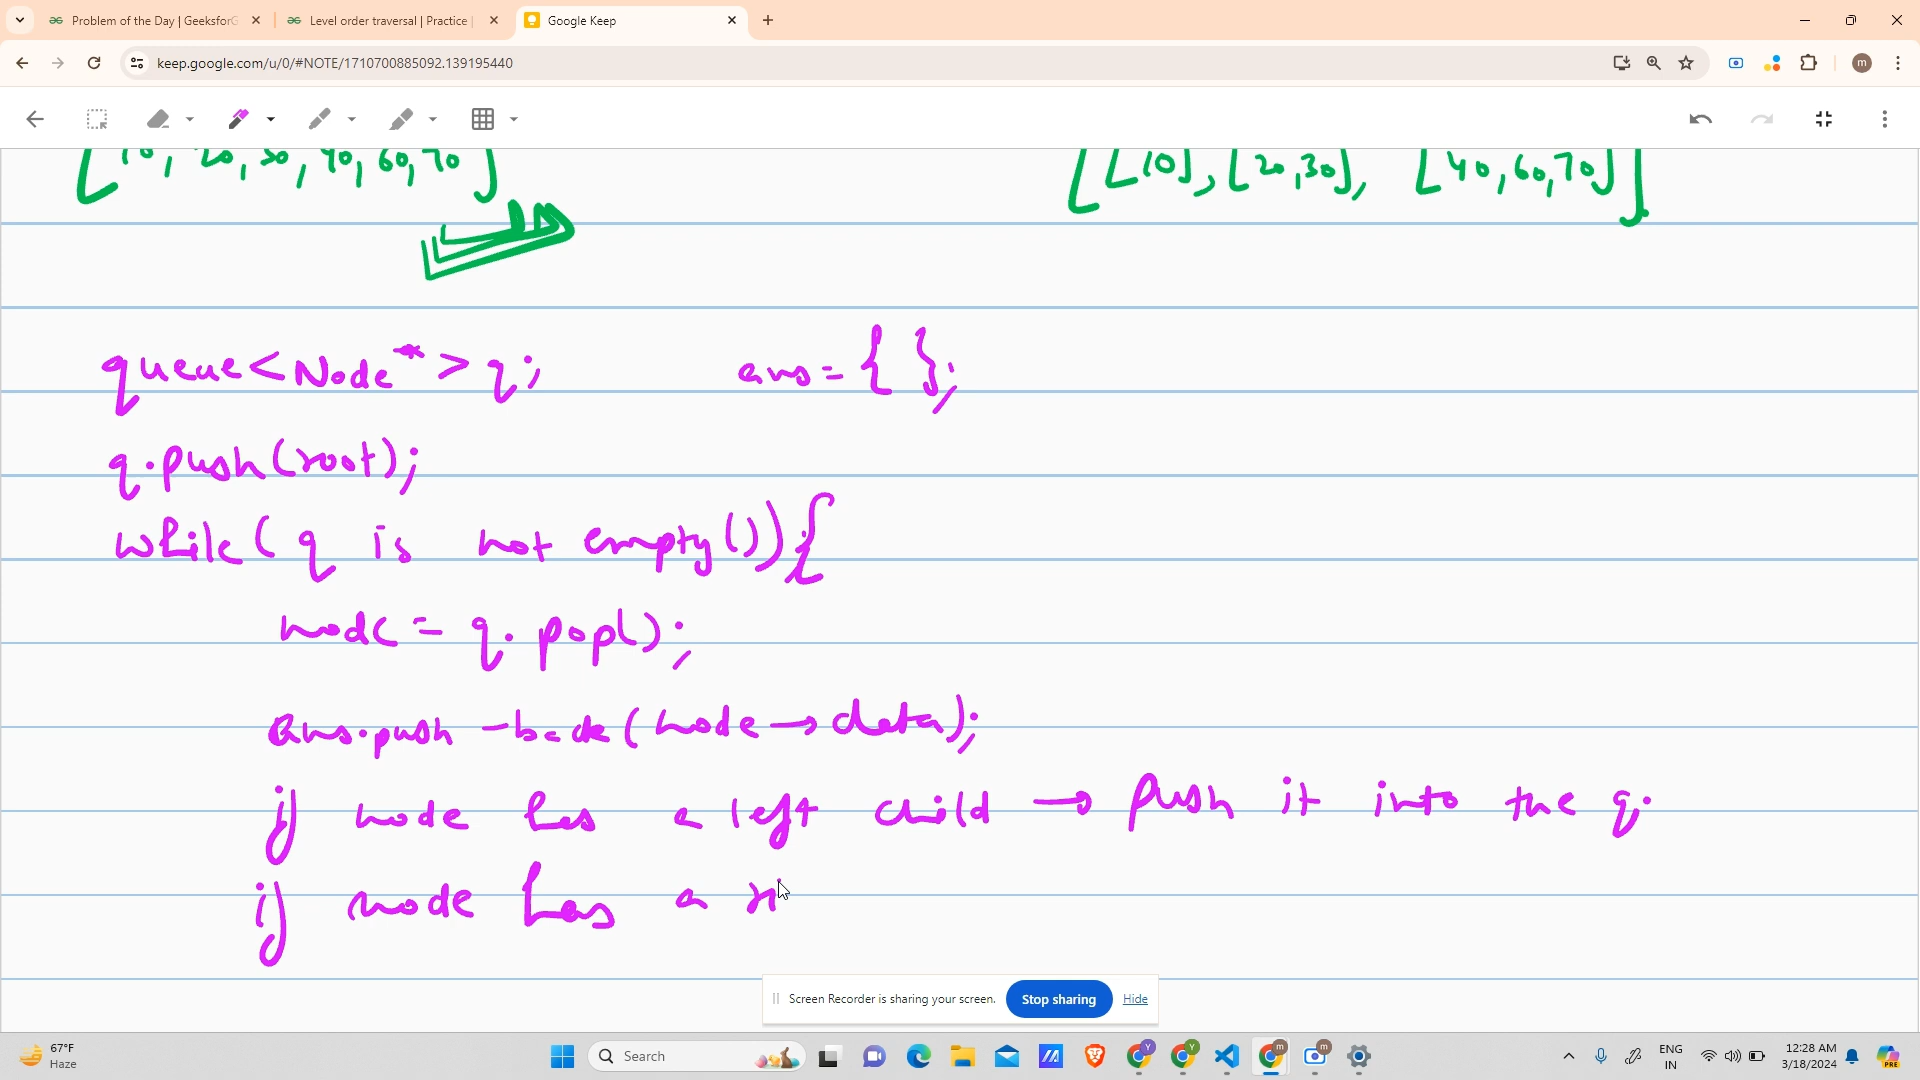 Problem of the Day | GeeksforG
Level order traversal | Practice |
Google Keep
keep.google.com/u/0/#NOTE/1710700885092.139195440
m
[10, 20, 30, 40, 60, 70]
[[10], [20,30], [40,60,70]]
queue<Node*> q;
ans = { };
q.push(root);
while( q is not empty()){
node = q. pop();
ans.push-back(node→data);
if node has a left child → push it into the q.
if node has a ri
Screen Recorder is sharing your screen.
Stop sharing
Hide
67°F
Haze
Search
ENG
IN
12:28 AM
3/18/2024